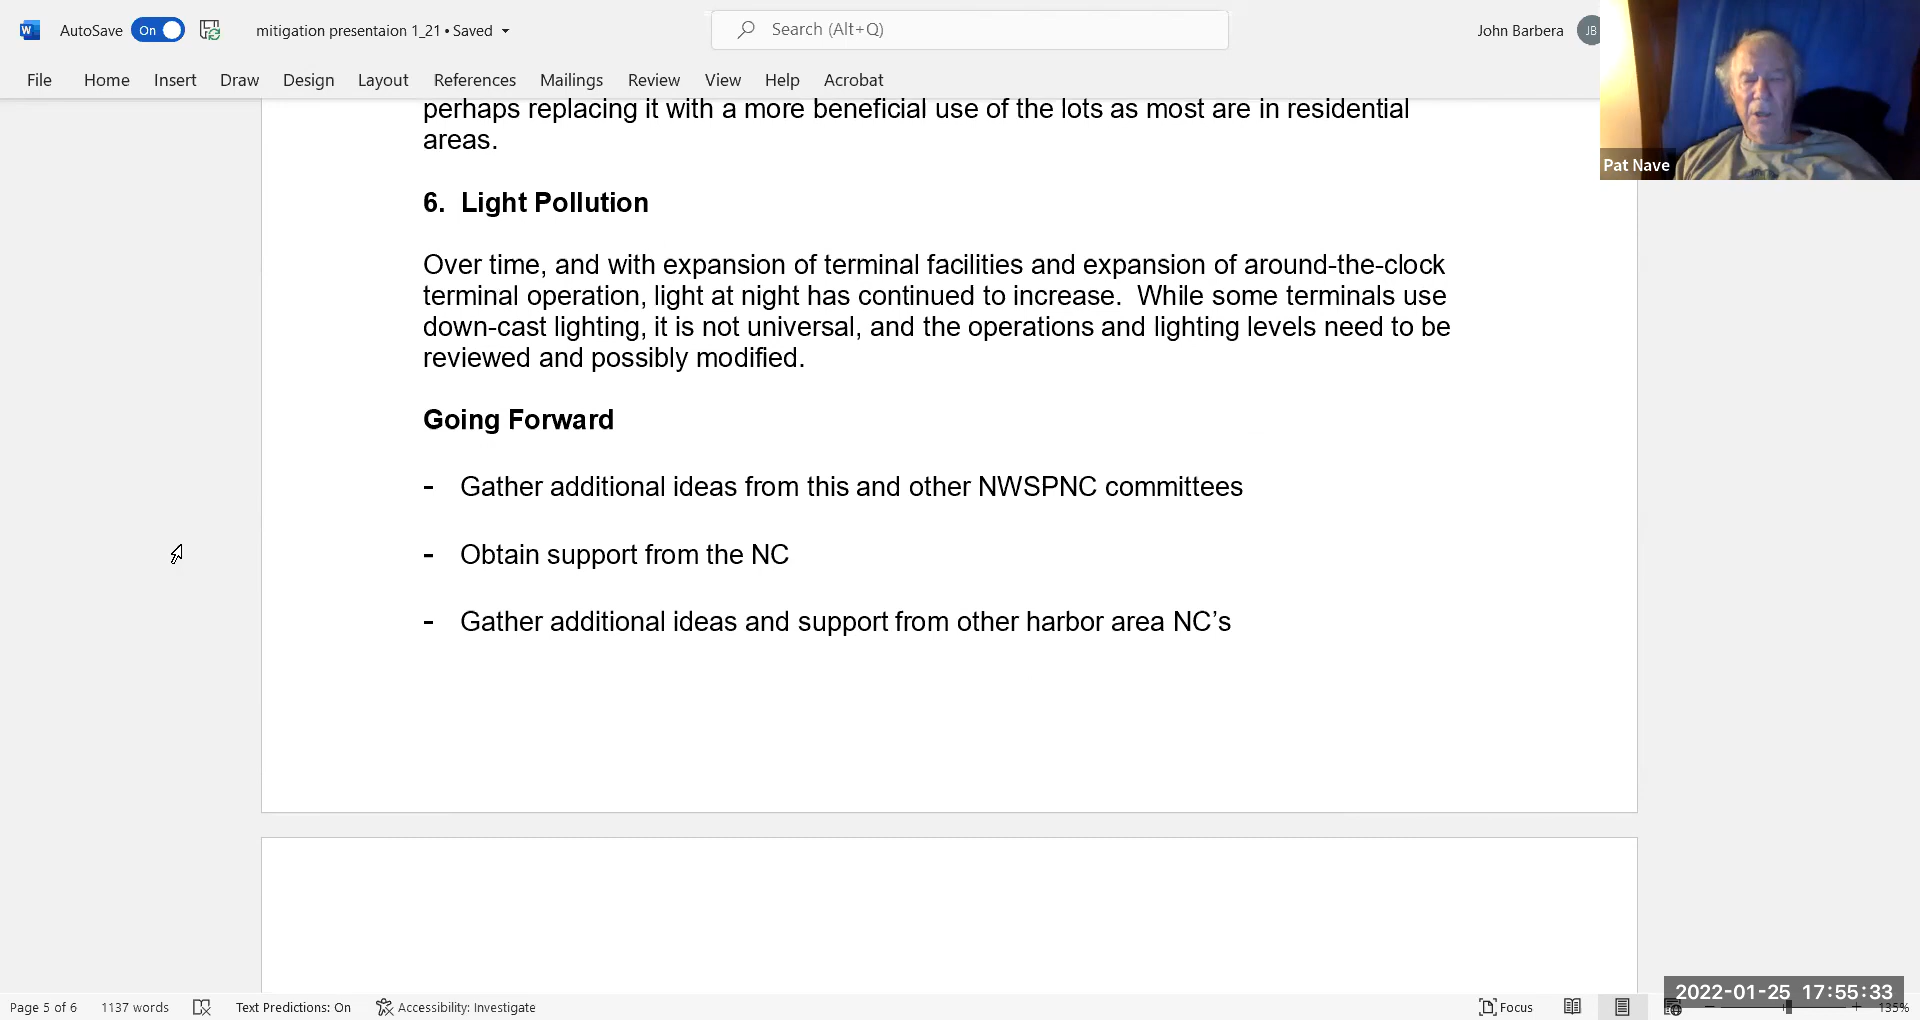 AutoSave On mitigation presentaion 1_21 • Saved Search (Alt+Q) John Barbera JB
File Home Insert Draw Design Layout References Mailings Review View Help Acrobat
Pat Nave
perhaps replacing it with a more beneficial use of the lots as most are in residential
areas.
6. Light Pollution
Over time, and with expansion of terminal facilities and expansion of around-the-clock
terminal operation, light at night has continued to increase. While some terminals use
down-cast lighting, it is not universal, and the operations and lighting levels need to be
reviewed and possibly modified.
Going Forward
- Gather additional ideas from this and other NWSPNC committees
- Obtain support from the NC
- Gather additional ideas and support from other harbor area NC’s
2022-01-25 17:55:33
Page 5 of 6 1137 words Text Predictions: On Accessibility: Investigate Focus 135%